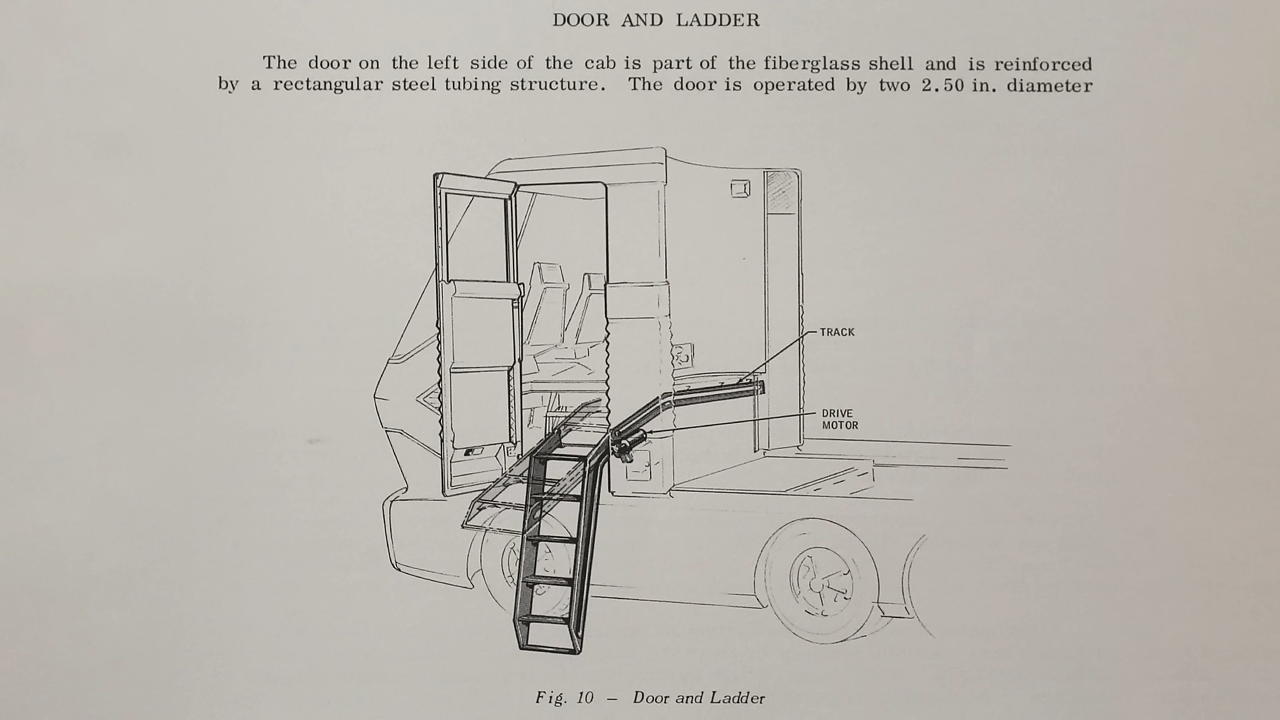 DOOR AND LADDER
The door on the left side of the cab is part of the fiberglass shell and is reinforced
by a rectangular steel tubing structure. The door is operated by two 2.50 in. diameter
TRACK
DRIVE
MOTOR
Fig. 10 — Door and Ladder